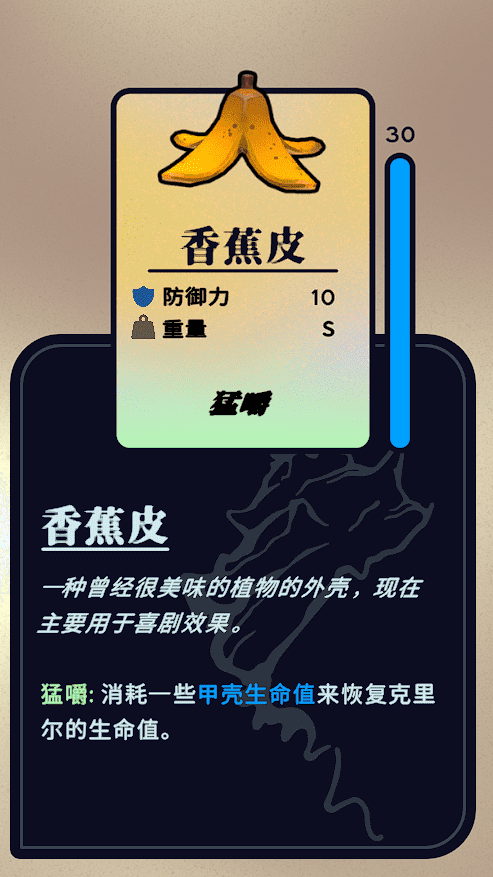 30
香蕉皮
防御力 10
重量 S
猛嚼
香蕉皮
一种曾经很美味的植物的外壳，现在
主要用于喜剧效果。
猛嚼: 消耗一些甲壳生命值来恢复克里
尔的生命值。